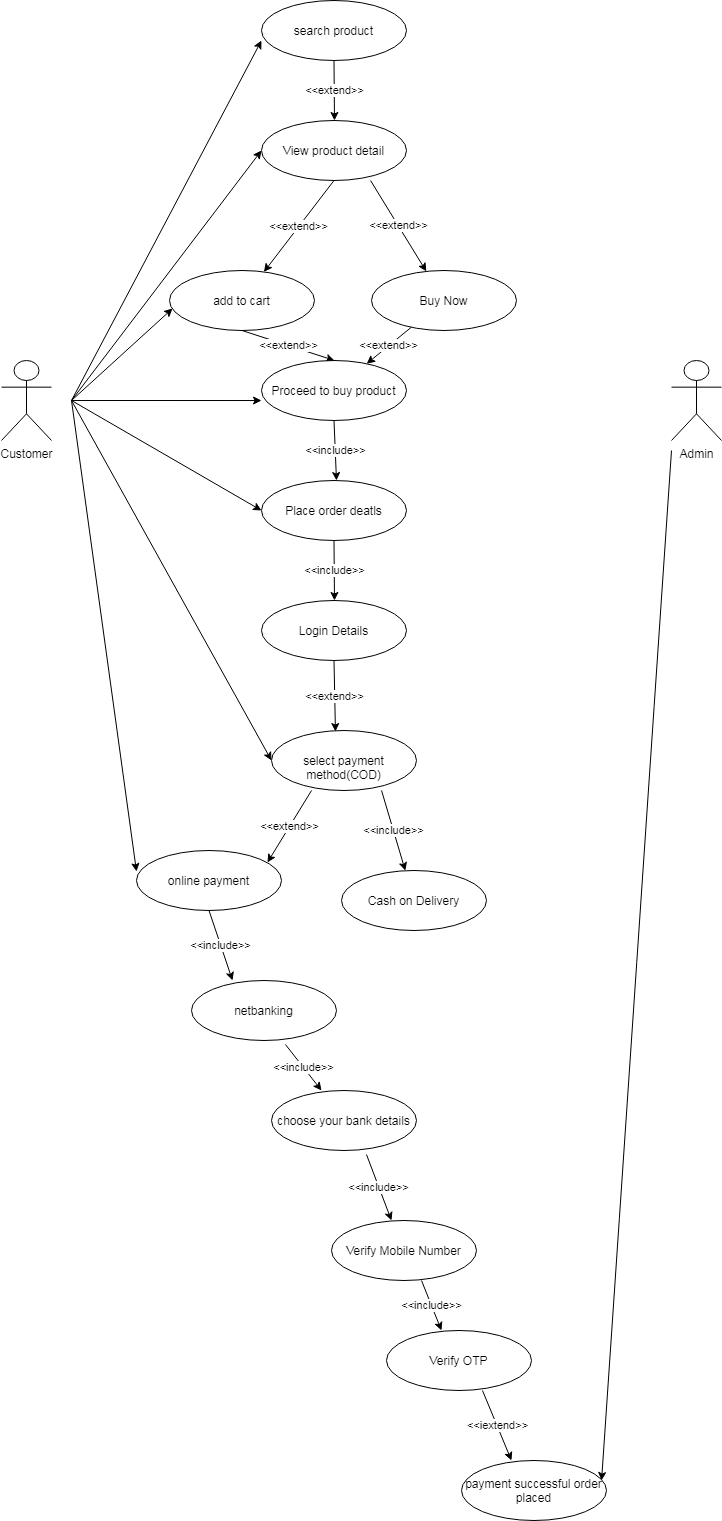 search product
<<extend>>
View product detail
<<extend>>
<<extend>>
add to cart
Buy Now
<<extend>>
<<extend>>
Proceed to buy product
Customer
Admin
<<include>>
Place order deatls
<<include>>
Login Details
<<extend>>
select payment
method(COD)
<<extend>>
<<include>>
online payment
Cash on Delivery
<<include>>
netbanking
<<include>>
choose your bank details
<<include>>
Verify Mobile Number
<<include>>
Verify OTP
<<iextend>>
payment successful order
placed